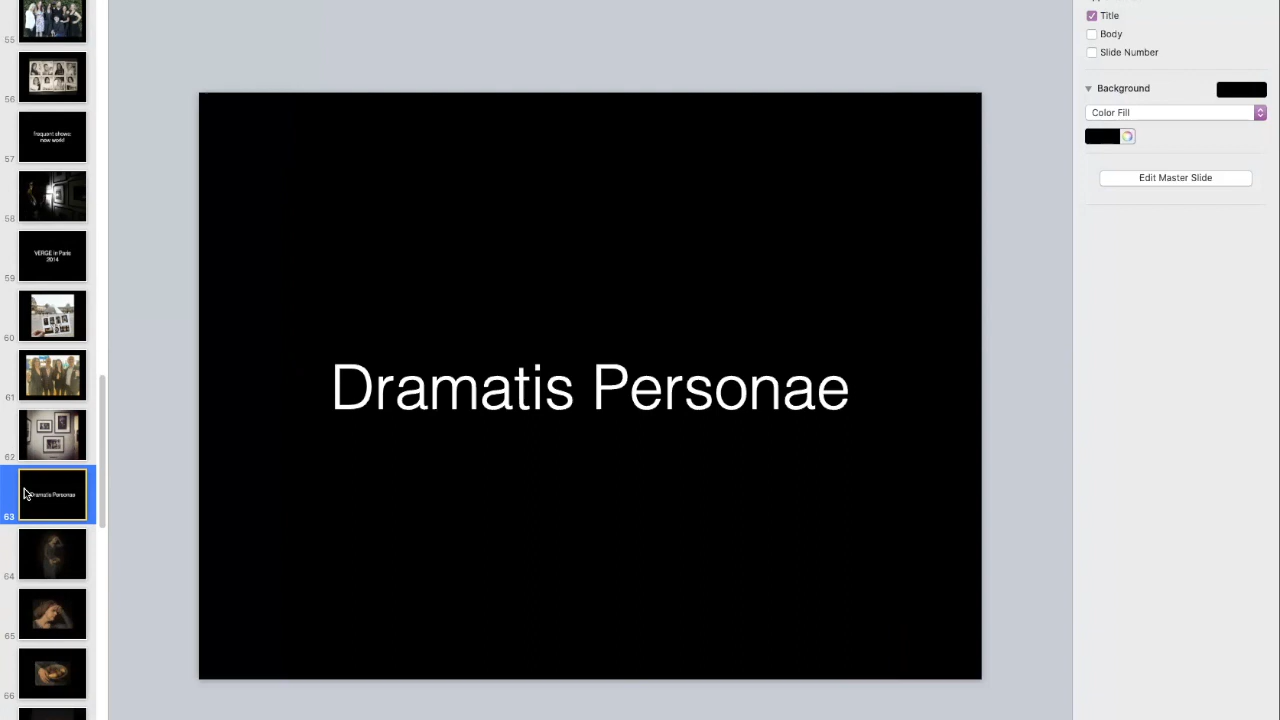 55
56
frequent shows:
new world
57
58
VERGE in Paris
2014
59
60
61
62
Dramatis Personae
63
64
65
66
Dramatis Personae
Title
Body
Slide Number
Background
Color Fill
Edit Master Slide